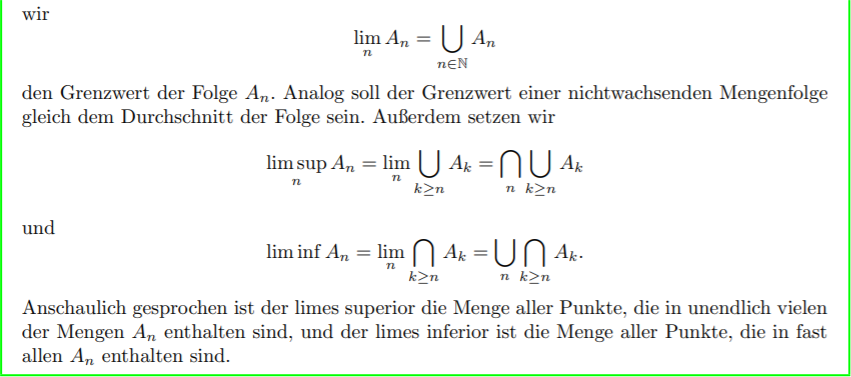 wir
lim_n A_n = ⋃_{n∈ℕ} A_n
den Grenzwert der Folge A_n. Analog soll der Grenzwert einer nichtwachsenden Mengenfolge
gleich dem Durchschnitt der Folge sein. Außerdem setzen wir
lim sup_n A_n = lim_n ⋃_{k≥n} A_k = ⋂_n ⋃_{k≥n} A_k
und
lim inf A_n = lim_n ⋂_{k≥n} A_k = ⋃_n ⋂_{k≥n} A_k.
Anschaulich gesprochen ist der limes superior die Menge aller Punkte, die in unendlich vielen
der Mengen A_n enthalten sind, und der limes inferior ist die Menge aller Punkte, die in fast
allen A_n enthalten sind.